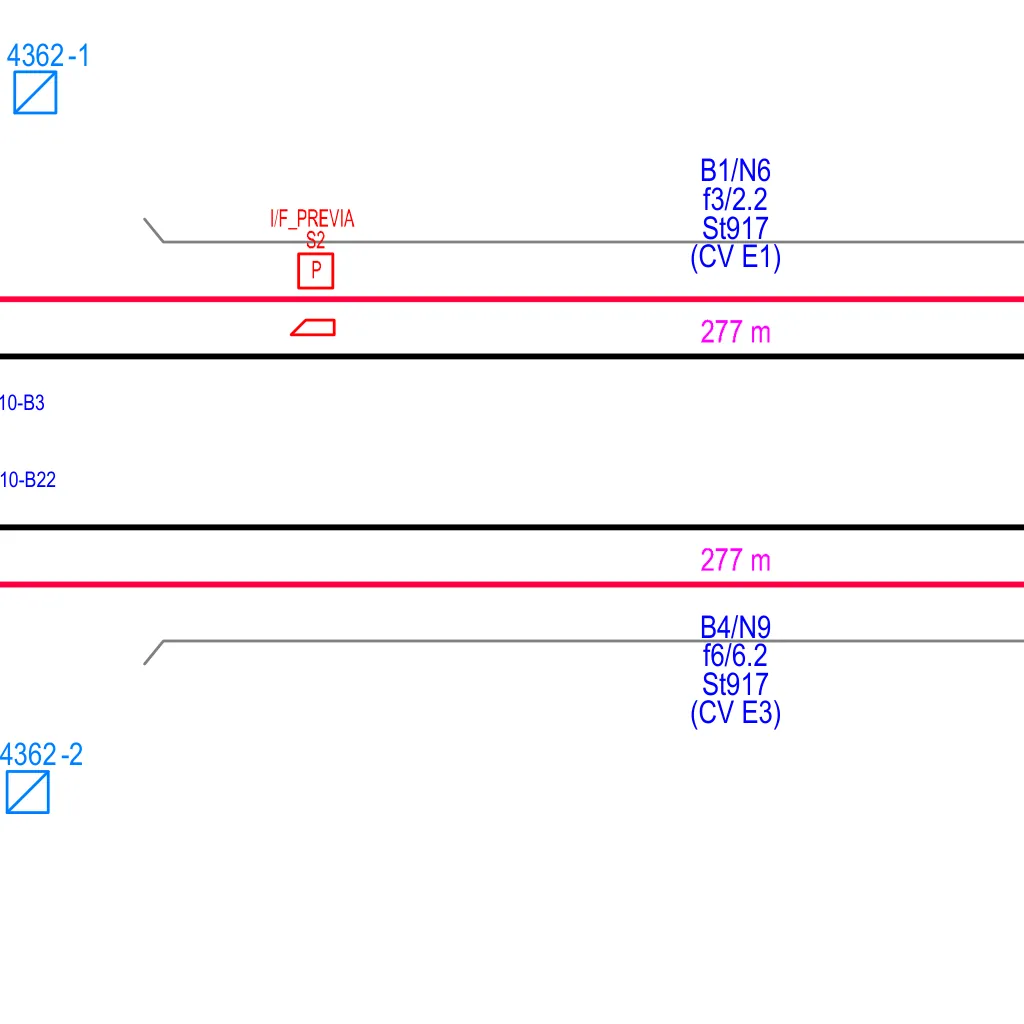 4362-1
B1/N6
f3/2.2
St917
(CV E1)
I/F_PREVIA
S2
P
277 m
10-B3
10-B22
277 m
B4/N9
f6/6.2
St917
(CV E3)
4362-2